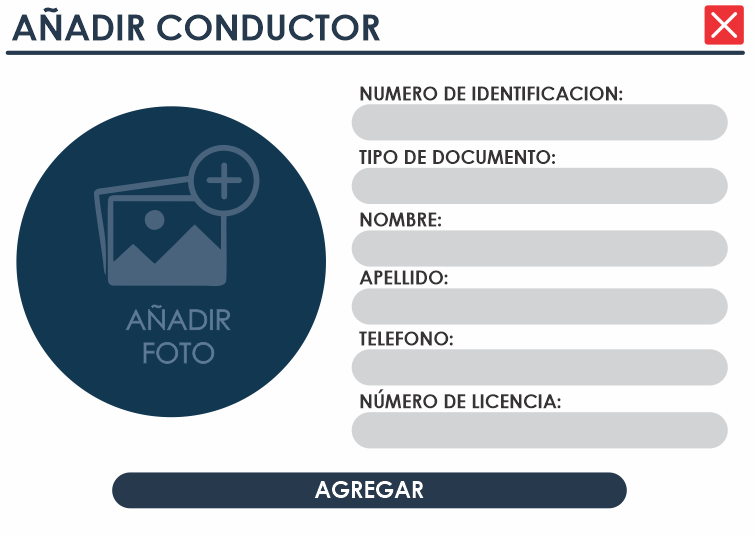 AÑADIR CONDUCTOR
NUMERO DE IDENTIFICACION:
TIPO DE DOCUMENTO:
NOMBRE:
APELLIDO:
TELEFONO:
NÚMERO DE LICENCIA:
AÑADIR
FOTO
AGREGAR